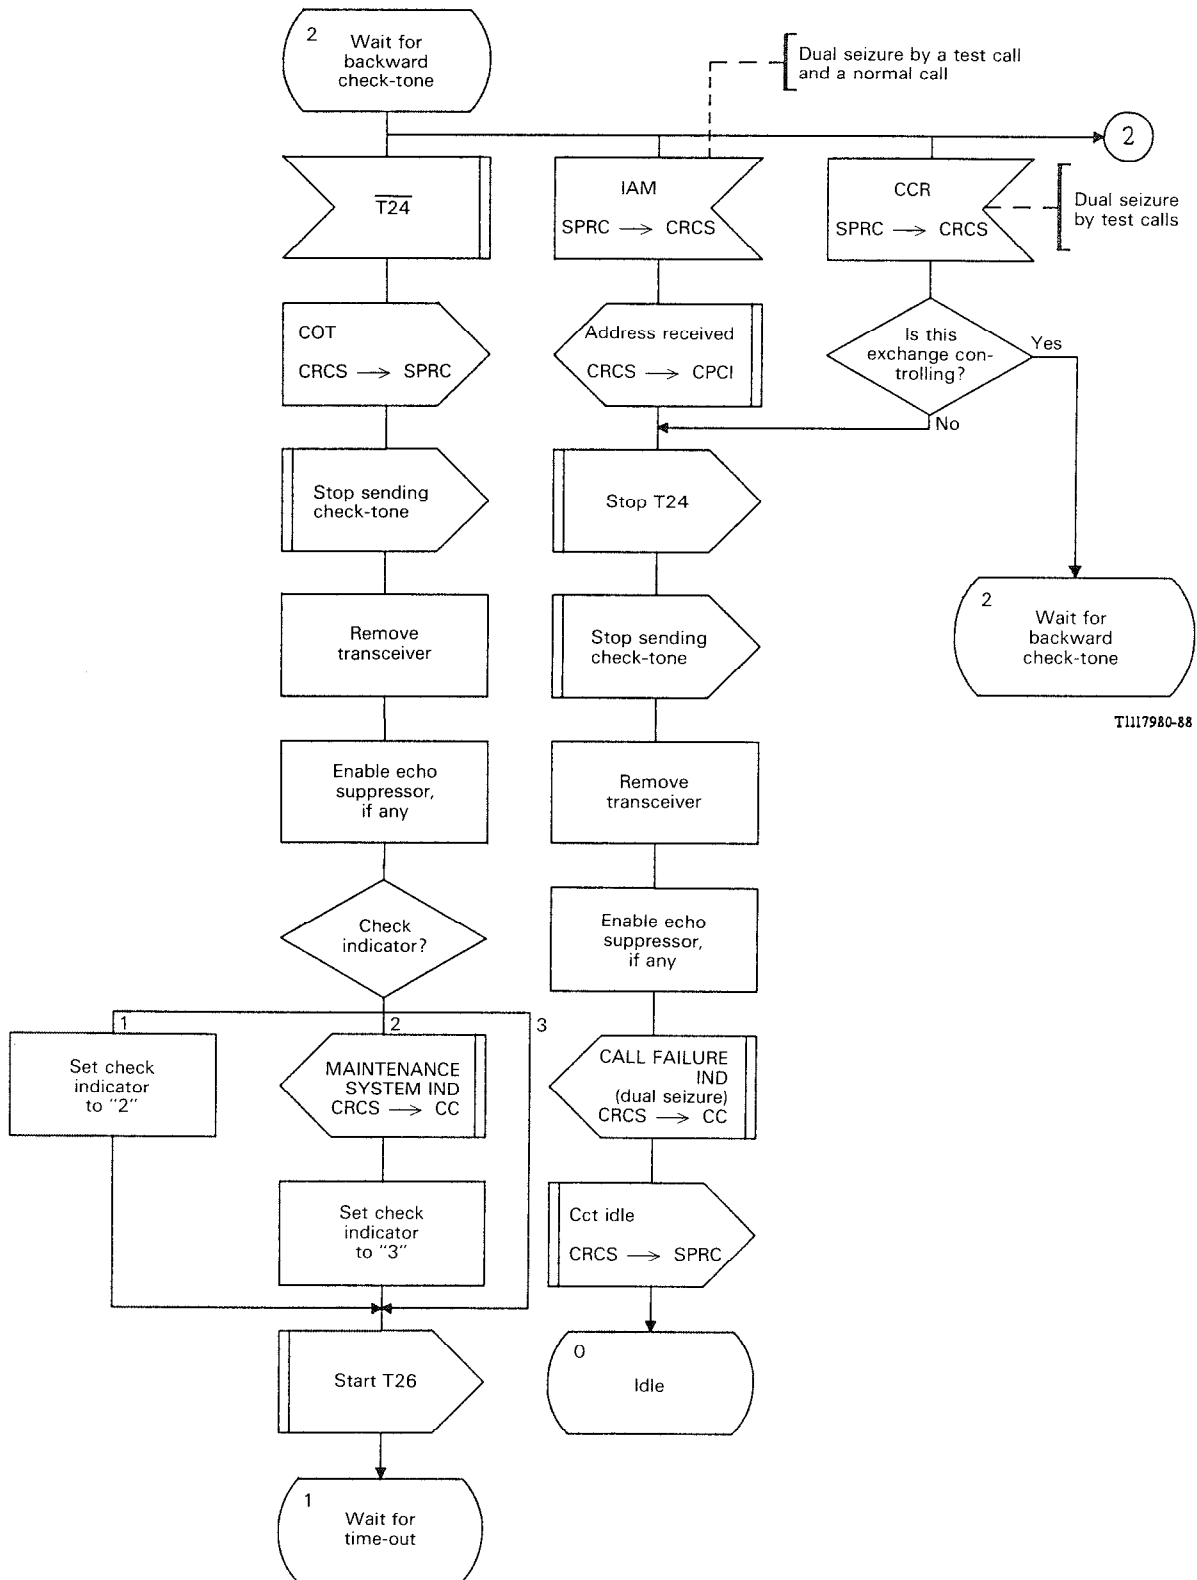 2
Wait for
backward
check-tone
Dual seizure by a test call
and a normal call
2
T24
IAM
SPRC → CRCS
CCR
SPRC → CRCS
Dual seizure
by test calls
COT
CRCS → SPRC
Address received
CRCS → CPCI
Is this
exchange con-
trolling?
Yes
No
Stop sending
check-tone
Stop T24
2
Wait for
backward
check-tone
T1117980-88
Remove
transceiver
Stop sending
check-tone
Enable echo
suppressor,
if any
Remove
transceiver
Check
indicator?
Enable echo
suppressor,
if any
1
2
3
Set check
indicator
to "2"
MAINTENANCE
SYSTEM IND
CRCS → CC
CALL FAILURE
IND
(dual seizure)
CRCS → CC
Set check
indicator
to "3"
Cct idle
CRCS → SPRC
Start T26
0
Idle
1
Wait for
time-out